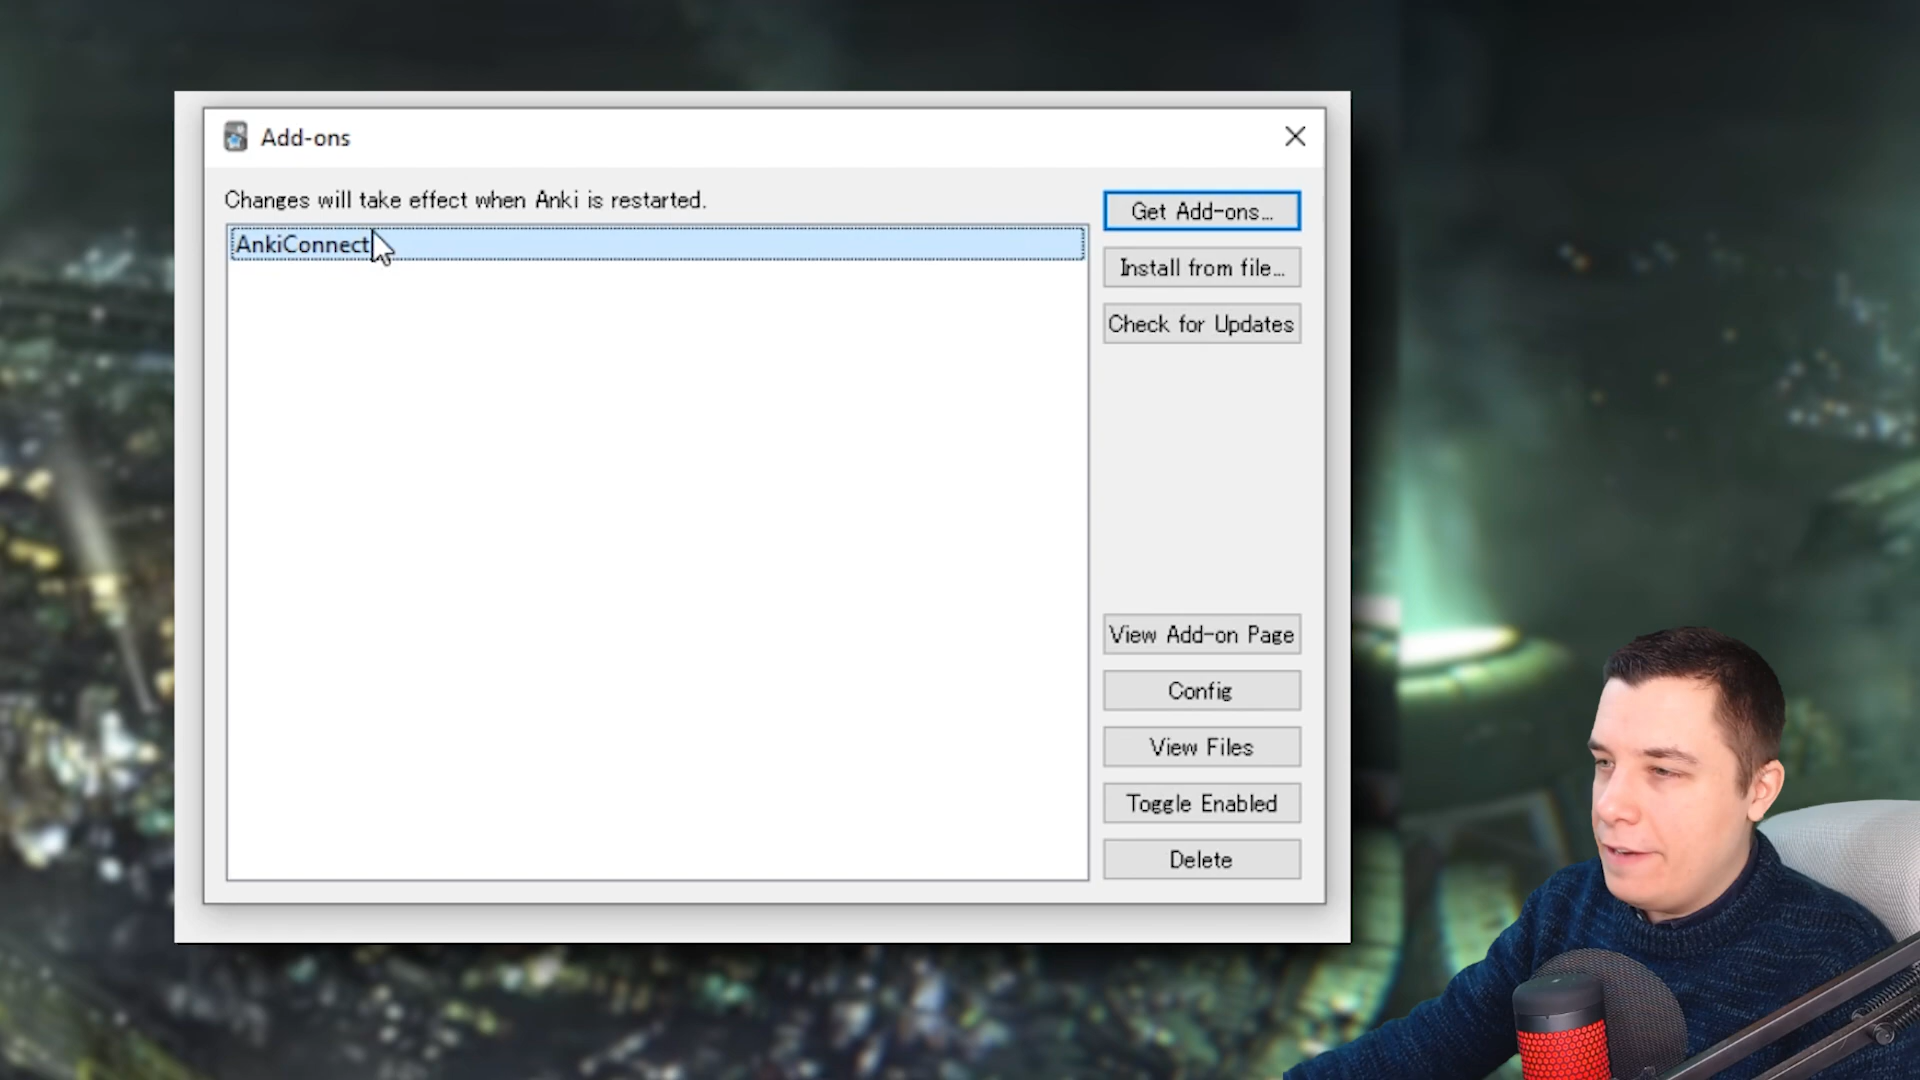 Add-ons
Changes will take effect when Anki is restarted.
AnkiConnect
Get Add-ons…
Install from file…
Check for Updates
View Add-on Page
Config
View Files
Toggle Enabled
Delete